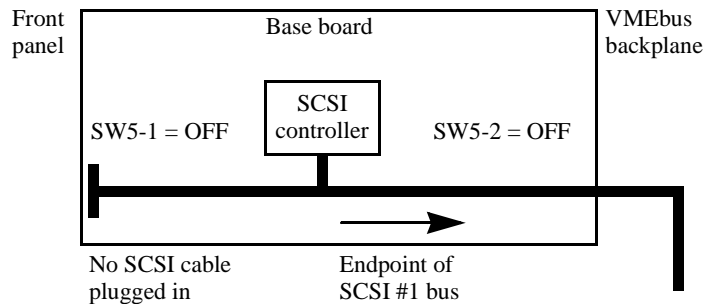 Front
panel
Base board
VMEbus
backplane
SCSI
controller
SW5-1 = OFF
SW5-2 = OFF
No SCSI cable
plugged in
Endpoint of
SCSI #1 bus